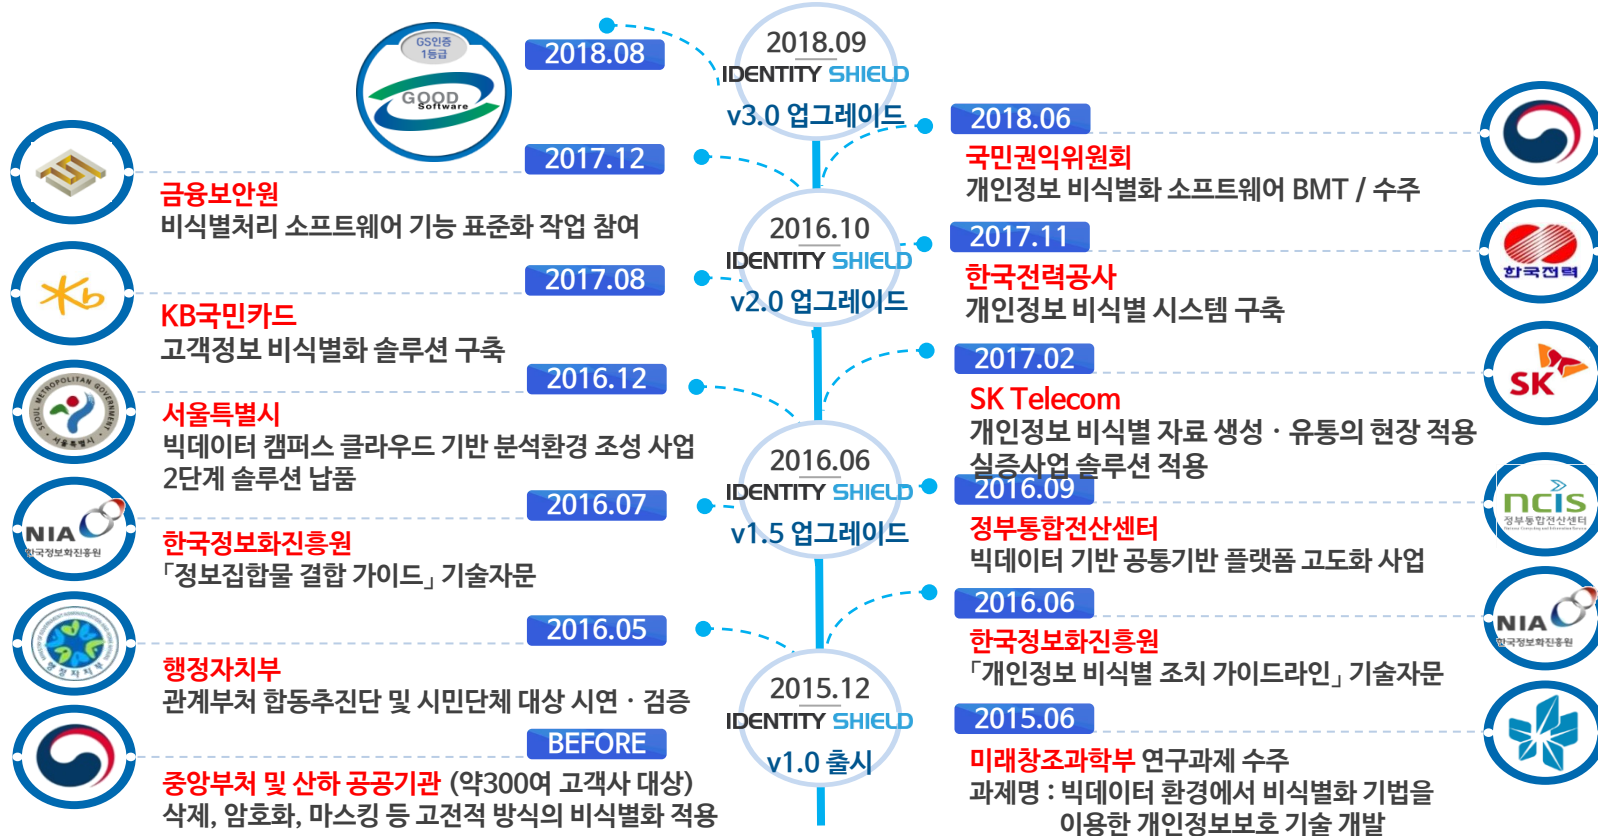 GS인증
1등급
GOOD
Software
2018.08
2018.09
IDENTITY SHIELD
v3.0 업그레이드
2018.06
국민권익위원회
개인정보 비식별화 소프트웨어 BMT / 수주
2017.12
금융보안원
비식별처리 소프트웨어 기능 표준화 작업 참여
2016.10
IDENTITY SHIELD
v2.0 업그레이드
2017.11
한국전력공사
개인정보 비식별 시스템 구축
한국전력
2017.08
Kb
KB국민카드
고객정보 비식별화 솔루션 구축
2017.02
SK Telecom
개인정보 비식별 자료 생성 · 유통의 현장 적용
실증사업 솔루션 적용
SK
2016.12
SEOUL METROPOLITAN GOVERNMENT
서울특별시
서울특별시
빅데이터 캠퍼스 클라우드 기반 분석환경 조성 사업
2단계 솔루션 납품
2016.06
IDENTITY SHIELD
v1.5 업그레이드
2016.09
정부통합전산센터
빅데이터 기반 공통기반 플랫폼 고도화 사업
ncis
정부통합전산센터
2016.07
NIA
한국정보화진흥원
한국정보화진흥원
「정보집합물 결합 가이드」 기술자문
2016.06
한국정보화진흥원
「개인정보 비식별 조치 가이드라인」 기술자문
NIA
한국정보화진흥원
2016.05
행정자치부
행정자치부
관계부처 합동추진단 및 시민단체 대상 시연 · 검증
2015.12
IDENTITY SHIELD
v1.0 출시
2015.06
미래창조과학부 연구과제 수주
과제명 : 빅데이터 환경에서 비식별화 기법을
이용한 개인정보보호 기술 개발
BEFORE
중앙부처 및 산하 공공기관 (약300여 고객사 대상)
삭제, 암호화, 마스킹 등 고전적 방식의 비식별화 적용